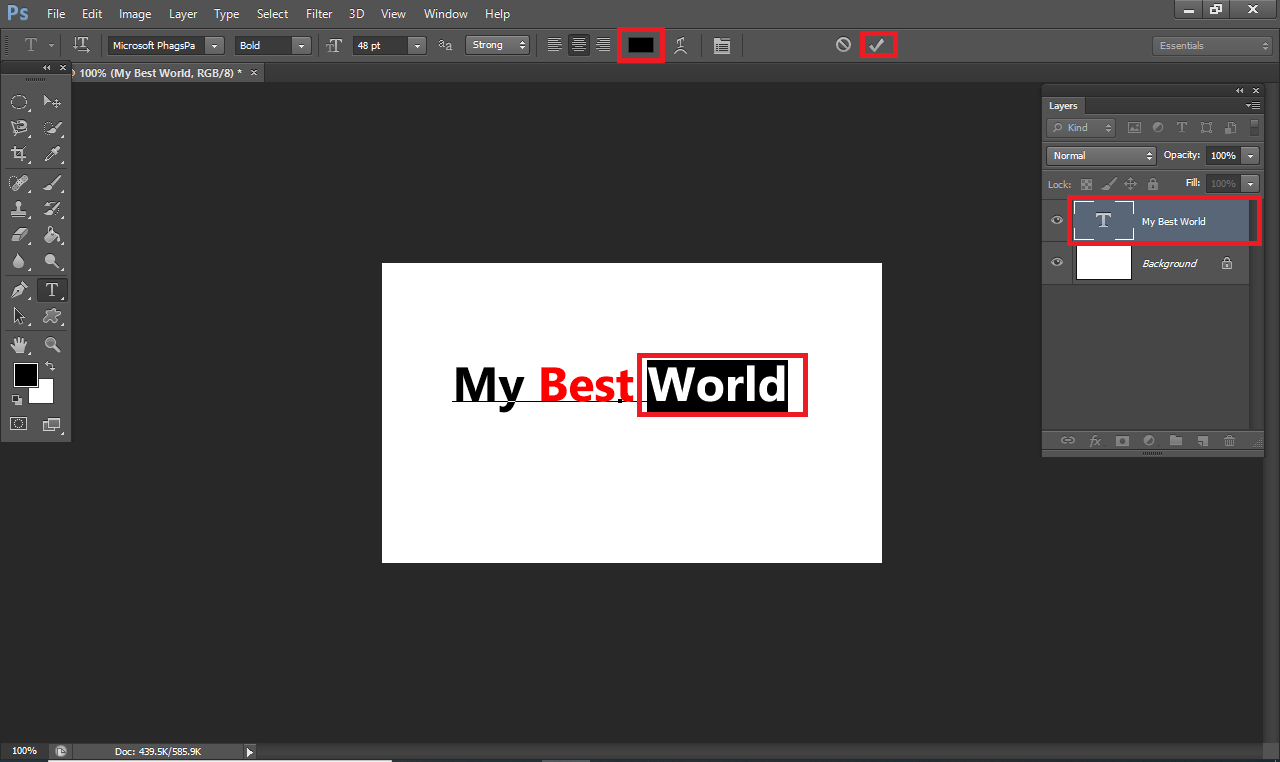 Ps File Edit Image Layer Type Select Filter 3D View Window Help
T Microsoft PhagsPa Bold 48 pt aa Strong Essentials
100% (My Best World, RGB/8) * ×
Layers
Kind
Normal Opacity: 100%
Lock: Fill: 100%
T My Best World
Background
My Best World
100% Doc: 439.5K/585.9K